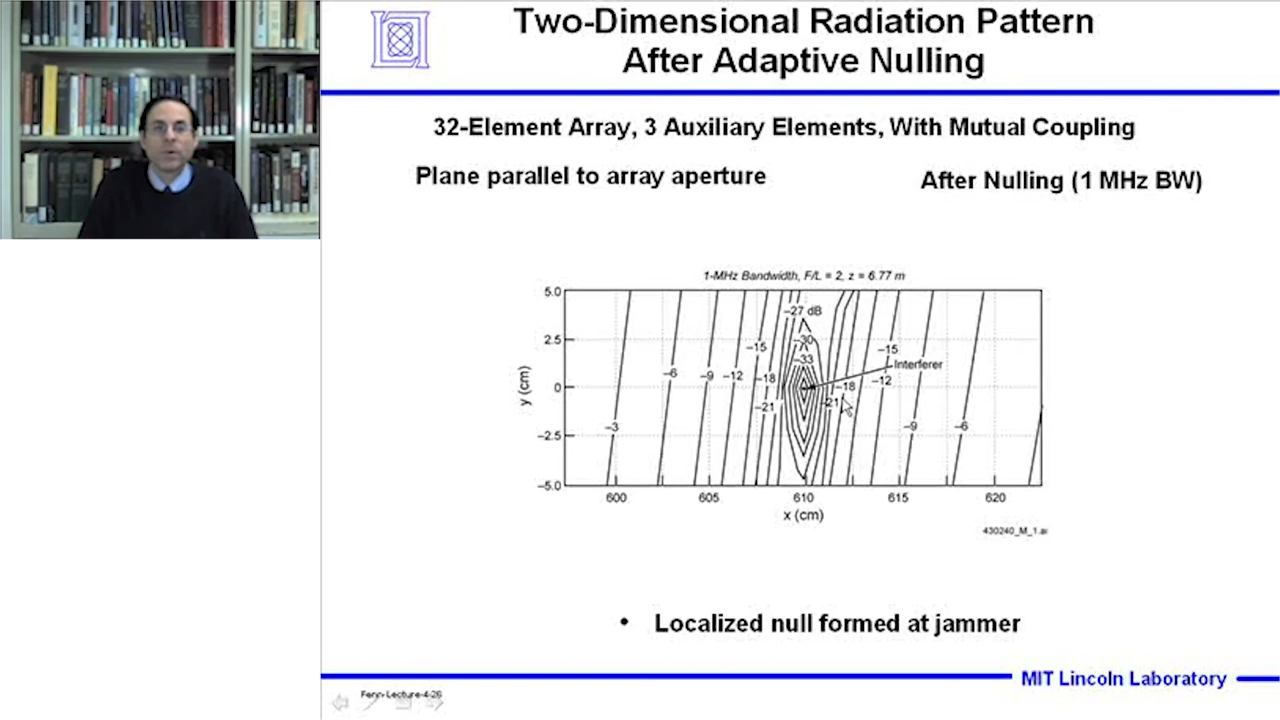 Two-Dimensional Radiation Pattern
After Adaptive Nulling
32-Element Array, 3 Auxiliary Elements, With Mutual Coupling
Plane parallel to array aperture
After Nulling (1 MHz BW)
1-MHz Bandwidth, F/L = 2, z = 6.77 m
5.0
2.5
0
−2.5
−5.0
y (cm)
−27 dB
−30
−33
−15
−15
Interferer
−6
−9
−12
−18
−18
−12
−21
−21
−3
−9
−6
600
605
610
615
620
x (cm)
430240_M_1.ai
• Localized null formed at jammer
MIT Lincoln Laboratory
Fenn-Lecture-4-26